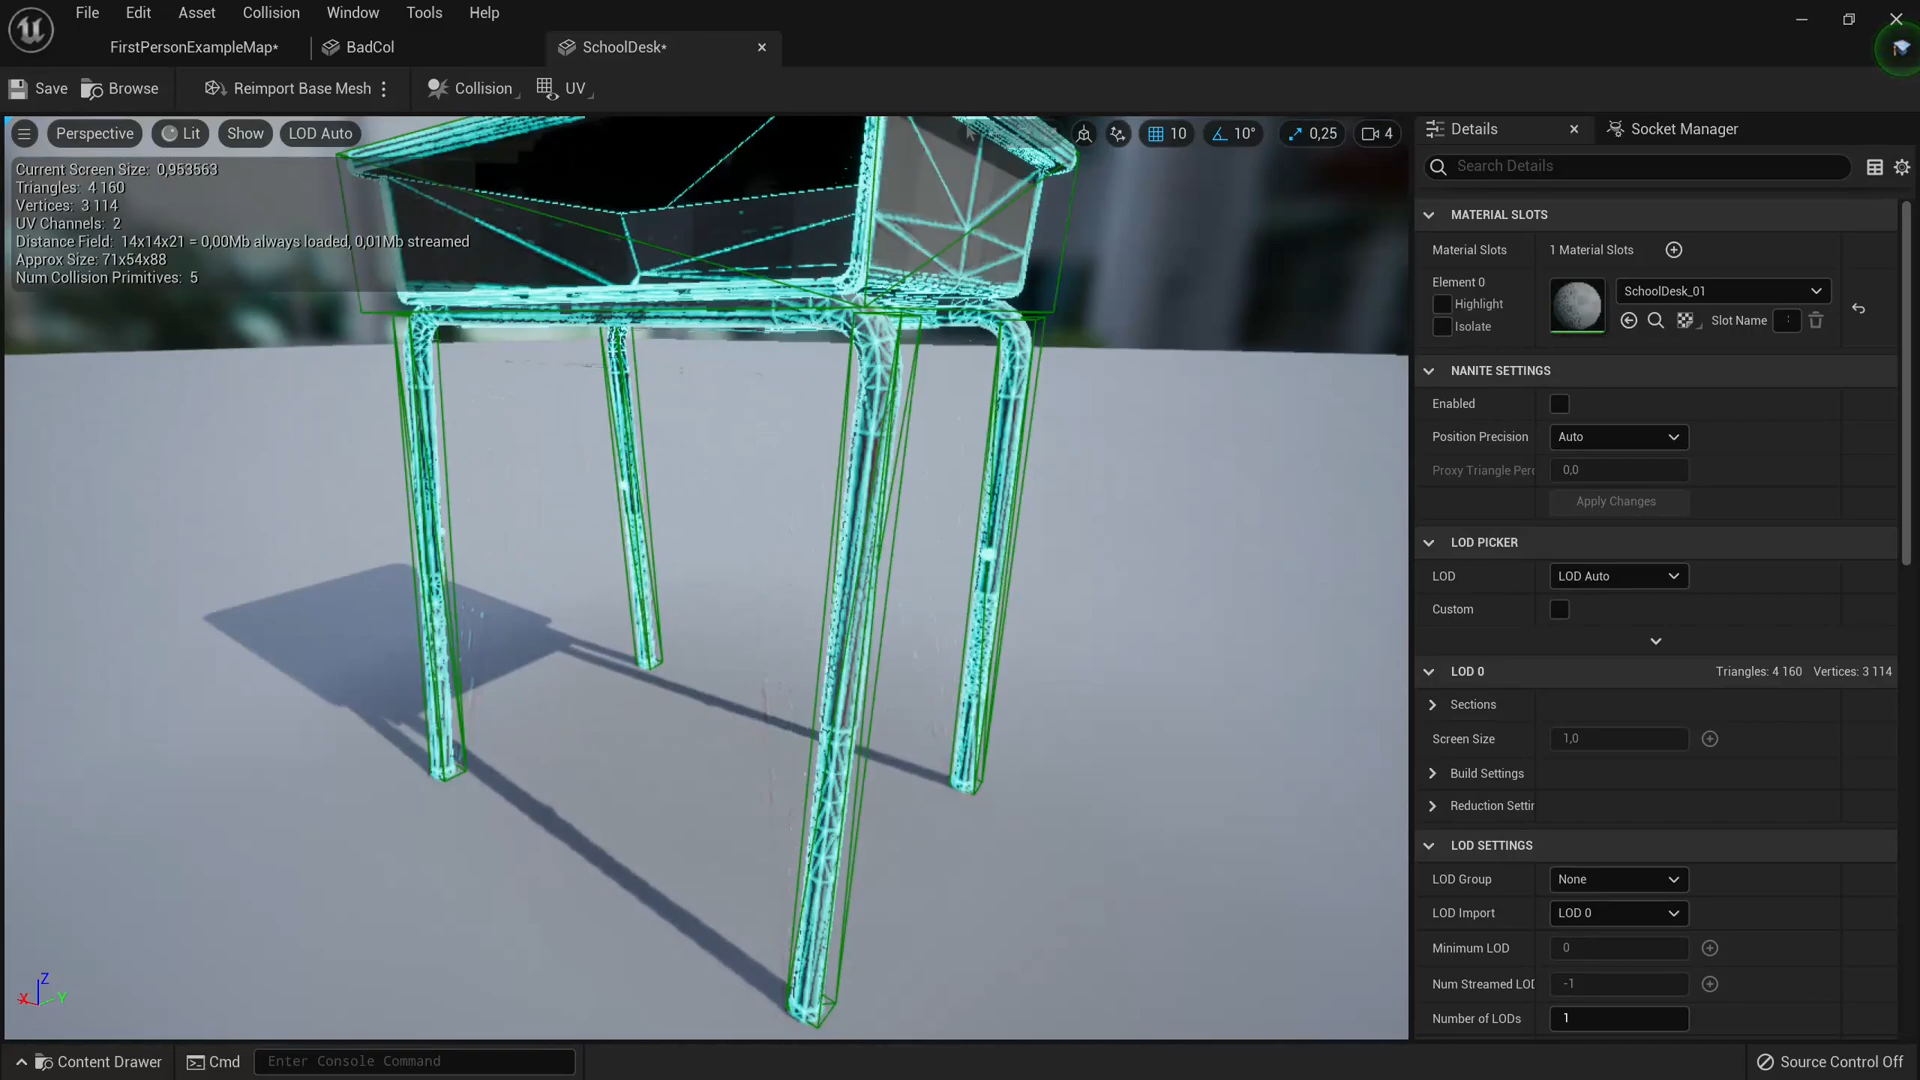 File Edit Asset Collision Window Tools Help
FirstPersonExampleMap* BadCol SchoolDesk*
Save Browse Reimport Base Mesh Collision UV
Perspective Lit Show LOD Auto 10 10° 0,25 4
Current Screen Size: 0,953563
Triangles: 4 160
Vertices: 3 114
UV Channels: 2
Distance Field: 14x14x21 = 0,00Mb always loaded, 0,01Mb streamed
Approx Size: 71x54x88
Num Collision Primitives: 5
Z
X Y
Details Socket Manager
Search Details
MATERIAL SLOTS
Material Slots 1 Material Slots
Element 0 SchoolDesk_01
Highlight
Isolate Slot Name
NANITE SETTINGS
Enabled
Position Precision Auto
Proxy Triangle Perc 0,0
Apply Changes
LOD PICKER
LOD LOD Auto
Custom
LOD 0 Triangles: 4 160 Vertices: 3 114
Sections
Screen Size 1,0
Build Settings
Reduction Settin
LOD SETTINGS
LOD Group None
LOD Import LOD 0
Minimum LOD 0
Num Streamed LOD -1
Number of LODs 1
Content Drawer Cmd Enter Console Command Source Control Off